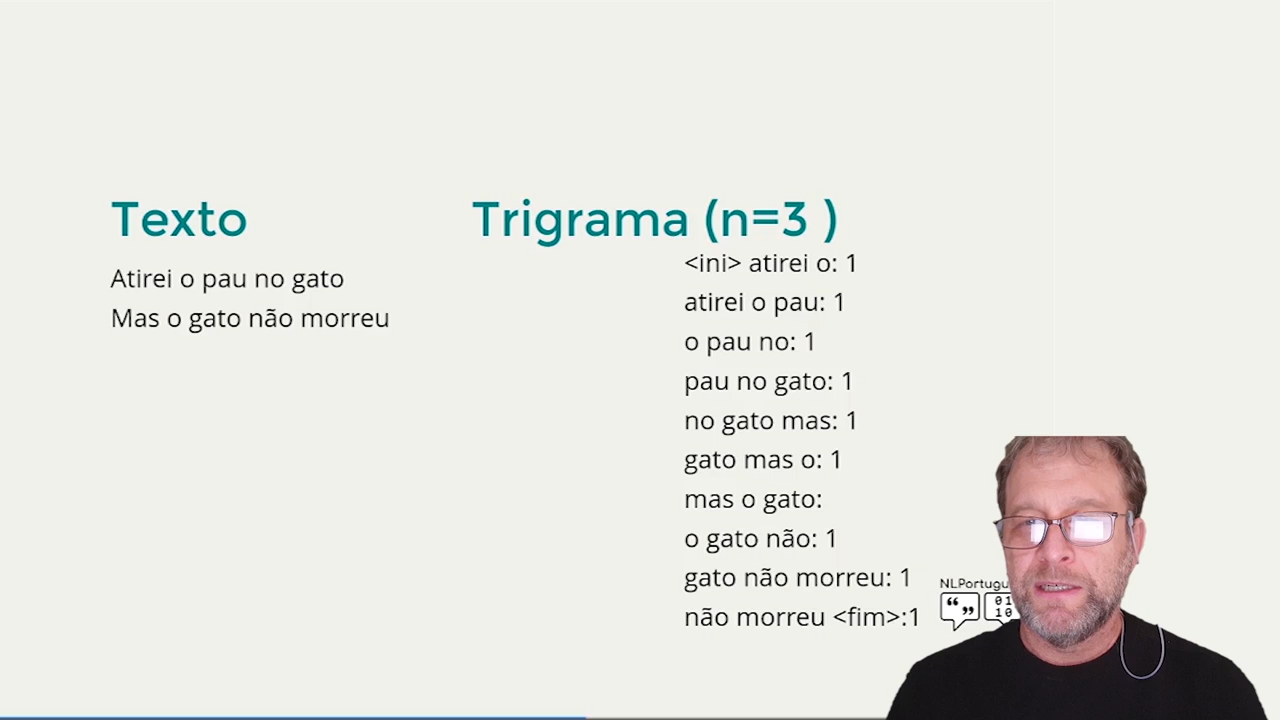 Texto
Atirei o pau no gato
Mas o gato não morreu
Trigrama (n=3 )
<ini> atirei o: 1
atirei o pau: 1
o pau no: 1
pau no gato: 1
no gato mas: 1
gato mas o: 1
mas o gato:
o gato não: 1
gato não morreu: 1
não morreu <fim>:1
“ ” 01
10